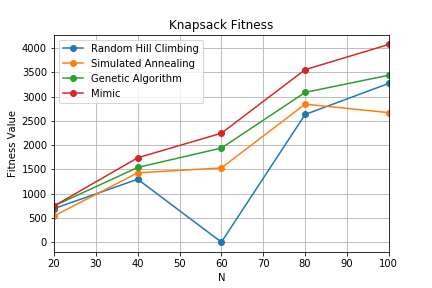 Knapsack Fitness
Fitness Value
4000
3500
3000
2500
2000
1500
1000
500
0
Random Hill Climbing
Simulated Annealing
Genetic Algorithm
Mimic
20 30 40 50 60 70 80 90 100
N